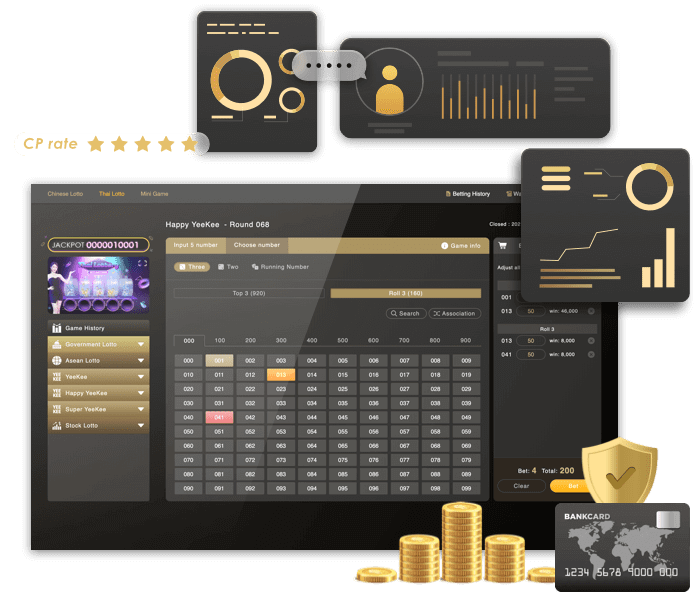 CP rate
Chinese Lotto Thai Lotto Mini Game
Betting History
Happy YeeKee - Round 068
Closed : 202
JACKPOT 0000010001
Input 5 number Choose number
Game info
Three Two Running Number
Adjust all
Top 3 (920) Roll 3 (160)
Search Association
001
013 50 win: 46,000
Roll 3
013 50 win: 8,000
041 50 win: 8,000
Game History
Government Lotto
Asean Lotto
YeeKee
Happy YeeKee
Super YeeKee
Stock Lotto
000 100 200 300 400 500 600 700 800 900
000 001 002 003 004 005 006 007 008 009
010 011 012 013 014 015 016 017 018 019
020 021 022 023 024 025 026 027 028 029
030 031 032 033 034 035 036 037 038 039
040 041 042 043 044 045 046 047 048 049
050 051 052 053 054 055 056 057 058 059
060 061 062 063 064 065 066 067 068 069
070 071 072 073 074 075 076 077 078 079
080 081 082 083 084 085 086 087 088 089
090 091 092 093 094 095 096 097 098 099
Bet: 4 Total: 200
Clear Bet
BANKCARD
1234 5678 9000 000